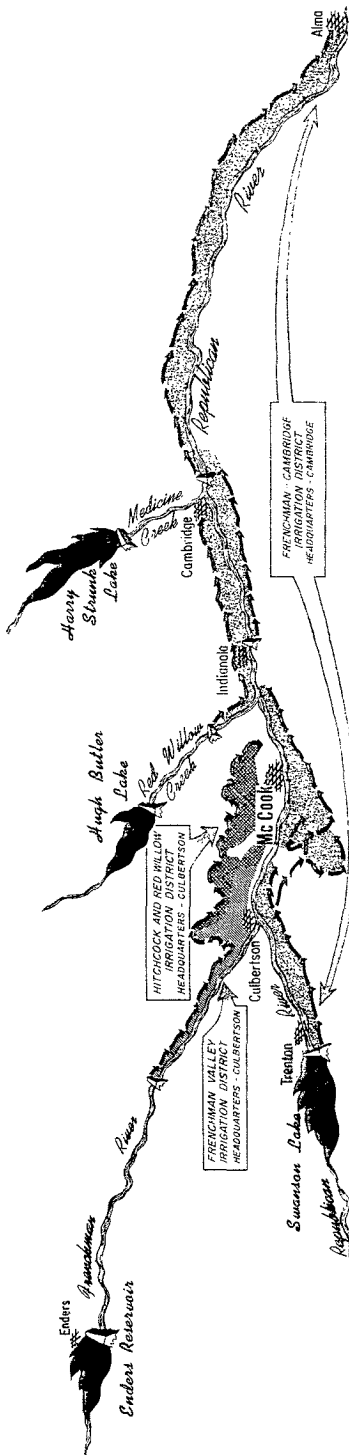 Enders
Enders Reservoir
Frenchman
River
FRENCHMAN VALLEY
IRRIGATION DISTRICT
HEADQUARTERS - CULBERTSON
HITCHCOCK AND RED WILLOW
IRRIGATION DISTRICT
HEADQUARTERS - CULBERTSON
Republican
Swanson Lake
Trenton
River
Culbertson
Mc Cook
Hugh Butler
Lake
Red Willow
Creek
Indianola
Harry
Strunk
Lake
Medicine
Creek
Cambridge
Republican
River
FRENCHMAN - CAMBRIDGE
IRRIGATION DISTRICT
HEADQUARTERS - CAMBRIDGE
Alma